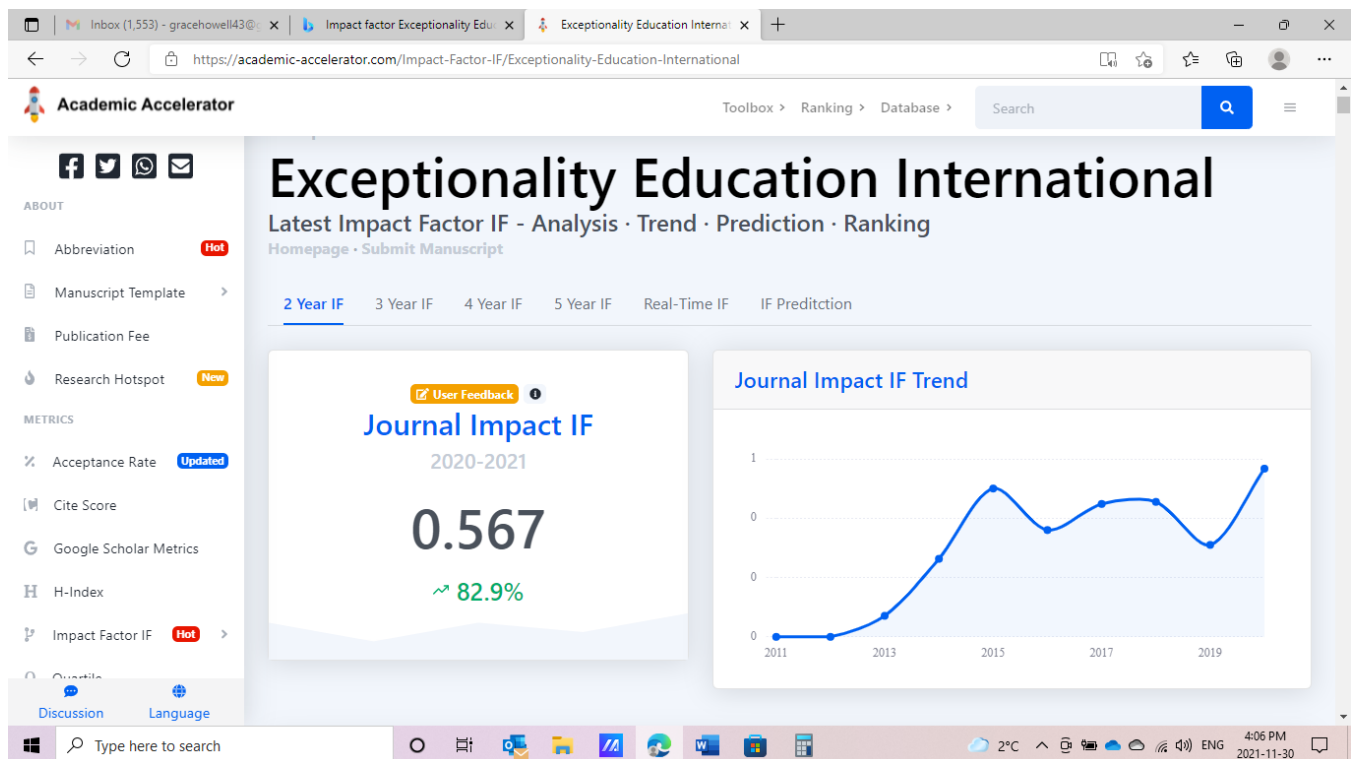 Inbox (1,553) - gracehowell43@g
Impact factor Exceptionality Edu
Exceptionality Education Internat
https://academic-accelerator.com/Impact-Factor-IF/Exceptionality-Education-International
Academic Accelerator
Toolbox >
Ranking >
Database >
Search
ABOUT
Abbreviation
Hot
Manuscript Template
Publication Fee
Research Hotspot
New
METRICS
Acceptance Rate
Updated
Cite Score
Google Scholar Metrics
H-Index
Impact Factor IF
Hot
Discussion
Language
Exceptionality Education International
Latest Impact Factor IF - Analysis · Trend · Prediction · Ranking
Homepage · Submit Manuscript
2 Year IF
3 Year IF
4 Year IF
5 Year IF
Real-Time IF
IF Preditction
User Feedback
Journal Impact IF
2020-2021
0.567
82.9%
Journal Impact IF Trend
1
0
0
0
2011
2013
2015
2017
2019
Type here to search
2°C
ENG
4:06 PM
2021-11-30